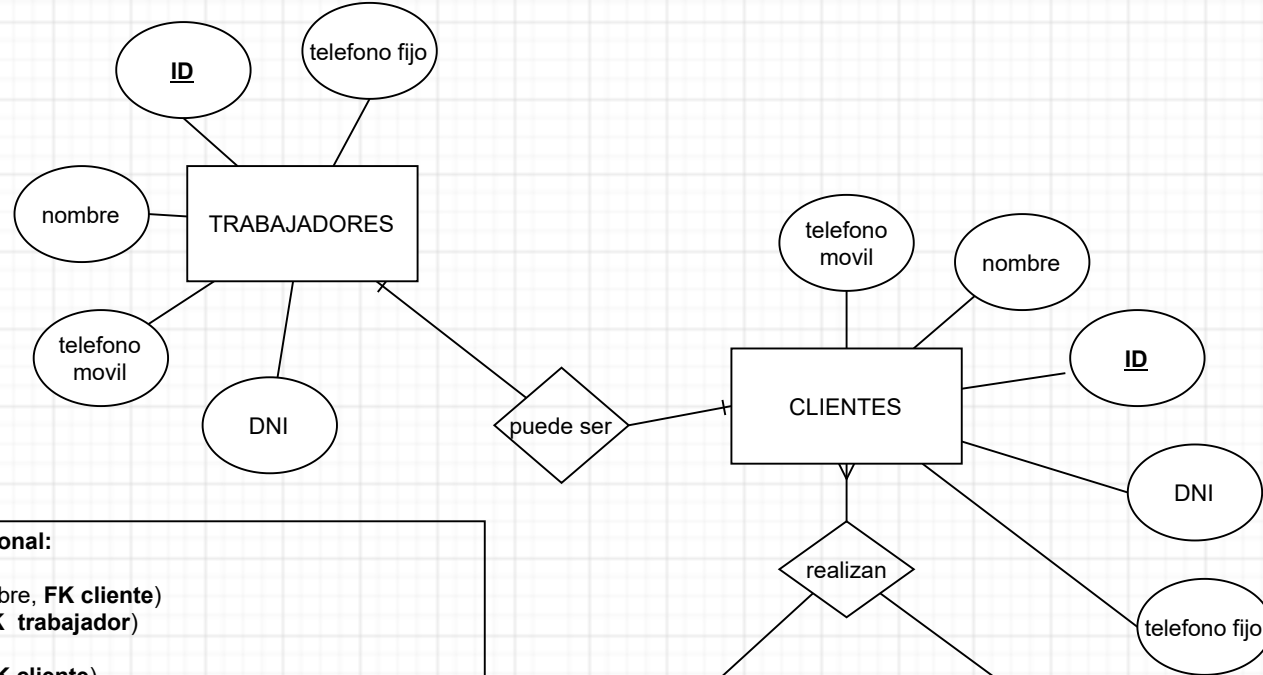 telefono fijo
ID
nombre
TRABAJADORES
telefono
movil
DNI
puede ser
telefono
movil
nombre
ID
CLIENTES
DNI
realizan
telefono fijo
onal:
bre, FK cliente)
K trabajador)
K cliente)